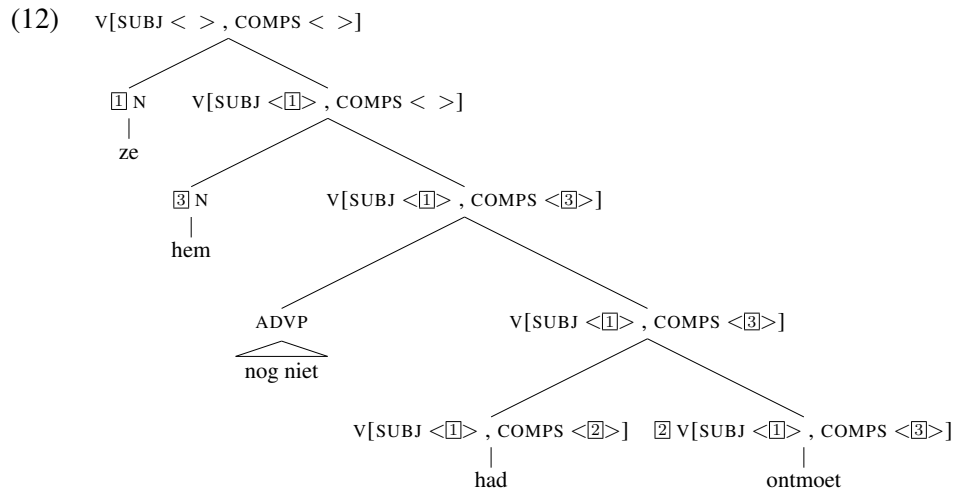 (12) V[SUBJ < > , COMPS < >]
1 N V[SUBJ <1> , COMPS < >]
ze
3 N V[SUBJ <1> , COMPS <3>]
hem
ADVP V[SUBJ <1> , COMPS <3>]
nog niet
V[SUBJ <1> , COMPS <2>] 2 V[SUBJ <1> , COMPS <3>]
had ontmoet